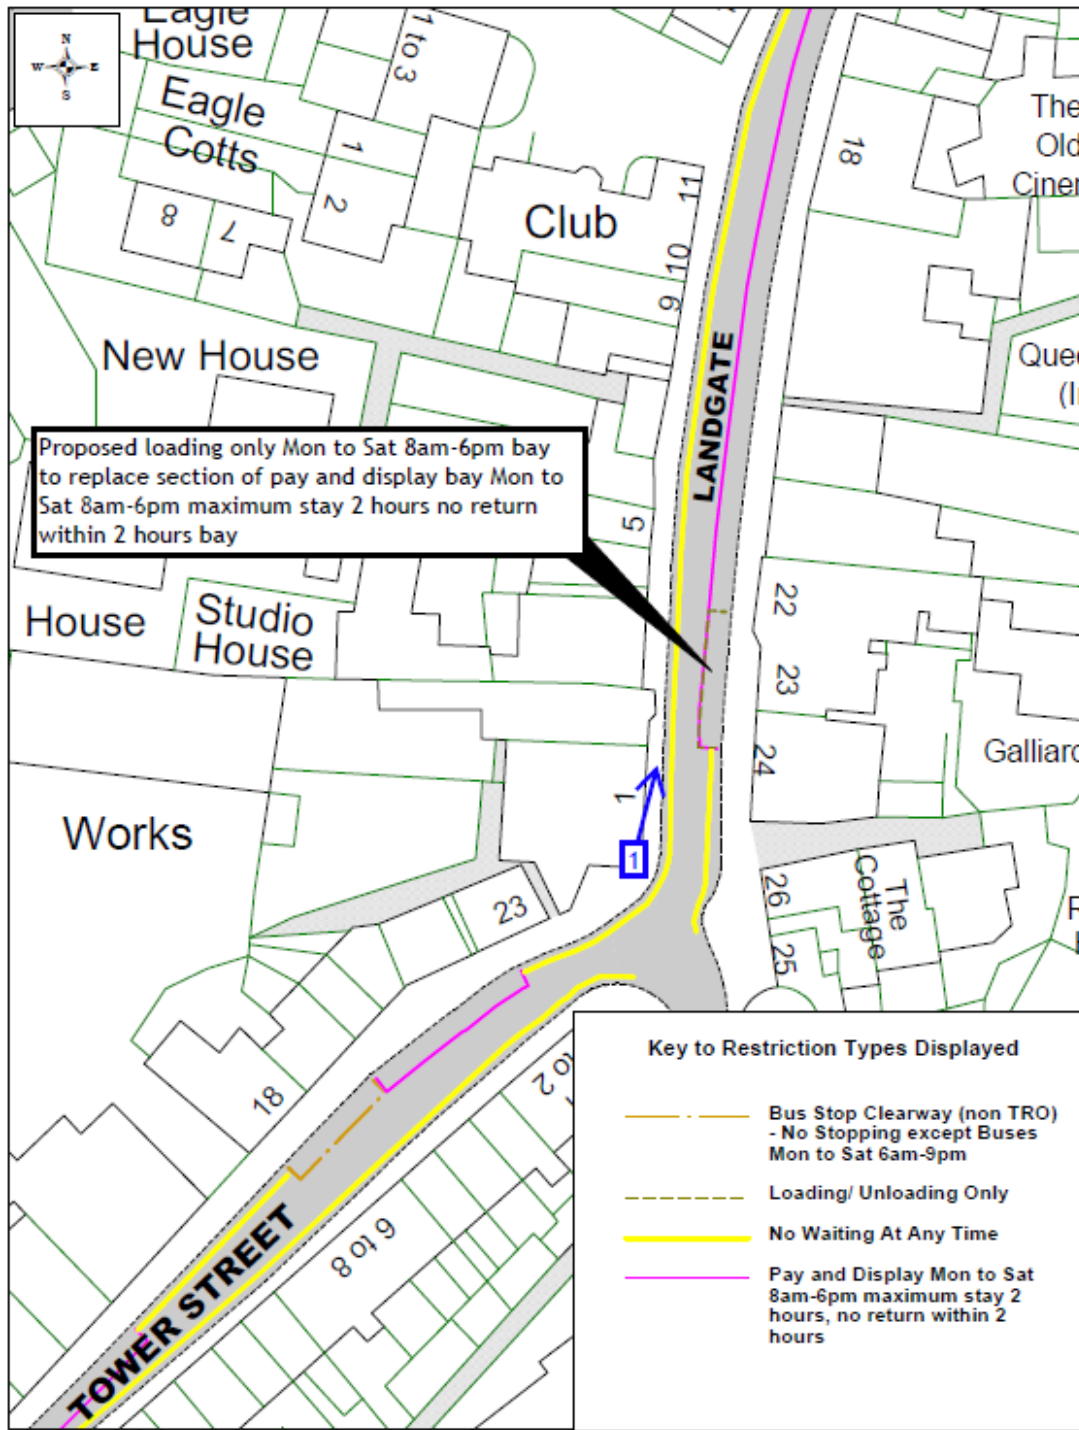 Eagle
House
N
W E
S
1 to 3
Eagle
Cotts
1
2
8
7
The
Old
18
11
Club
10
9
New House
LANDGATE
Proposed loading only Mon to Sat 8am-6pm bay
to replace section of pay and display bay Mon to
Sat 8am-6pm maximum stay 2 hours no return
within 2 hours bay
5
22
House
Studio
House
23
24
1
1
Works
26
The
Cottage
23
25
18
6 to 8
TOWER STREET
Key to Restriction Types Displayed
Bus Stop Clearway (non TRO)
- No Stopping except Buses
Mon to Sat 6am-9pm
Loading/ Unloading Only
No Waiting At Any Time
Pay and Display Mon to Sat
8am-6pm maximum stay 2
hours, no return within 2
hours